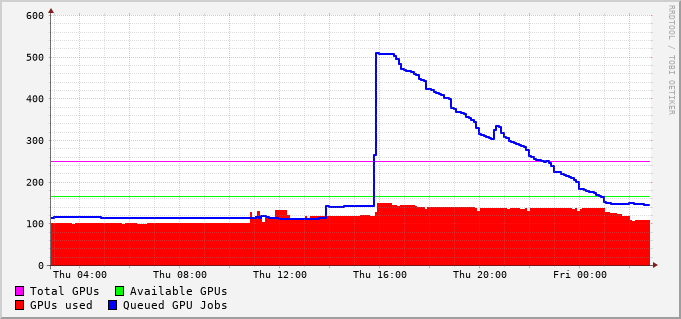 RRDTOOL / TOBI OETIKER
600
500
400
300
200
100
0
Thu 04:00 Thu 08:00 Thu 12:00 Thu 16:00 Thu 20:00 Fri 00:00
Total GPUs Available GPUs
GPUs used Queued GPU Jobs